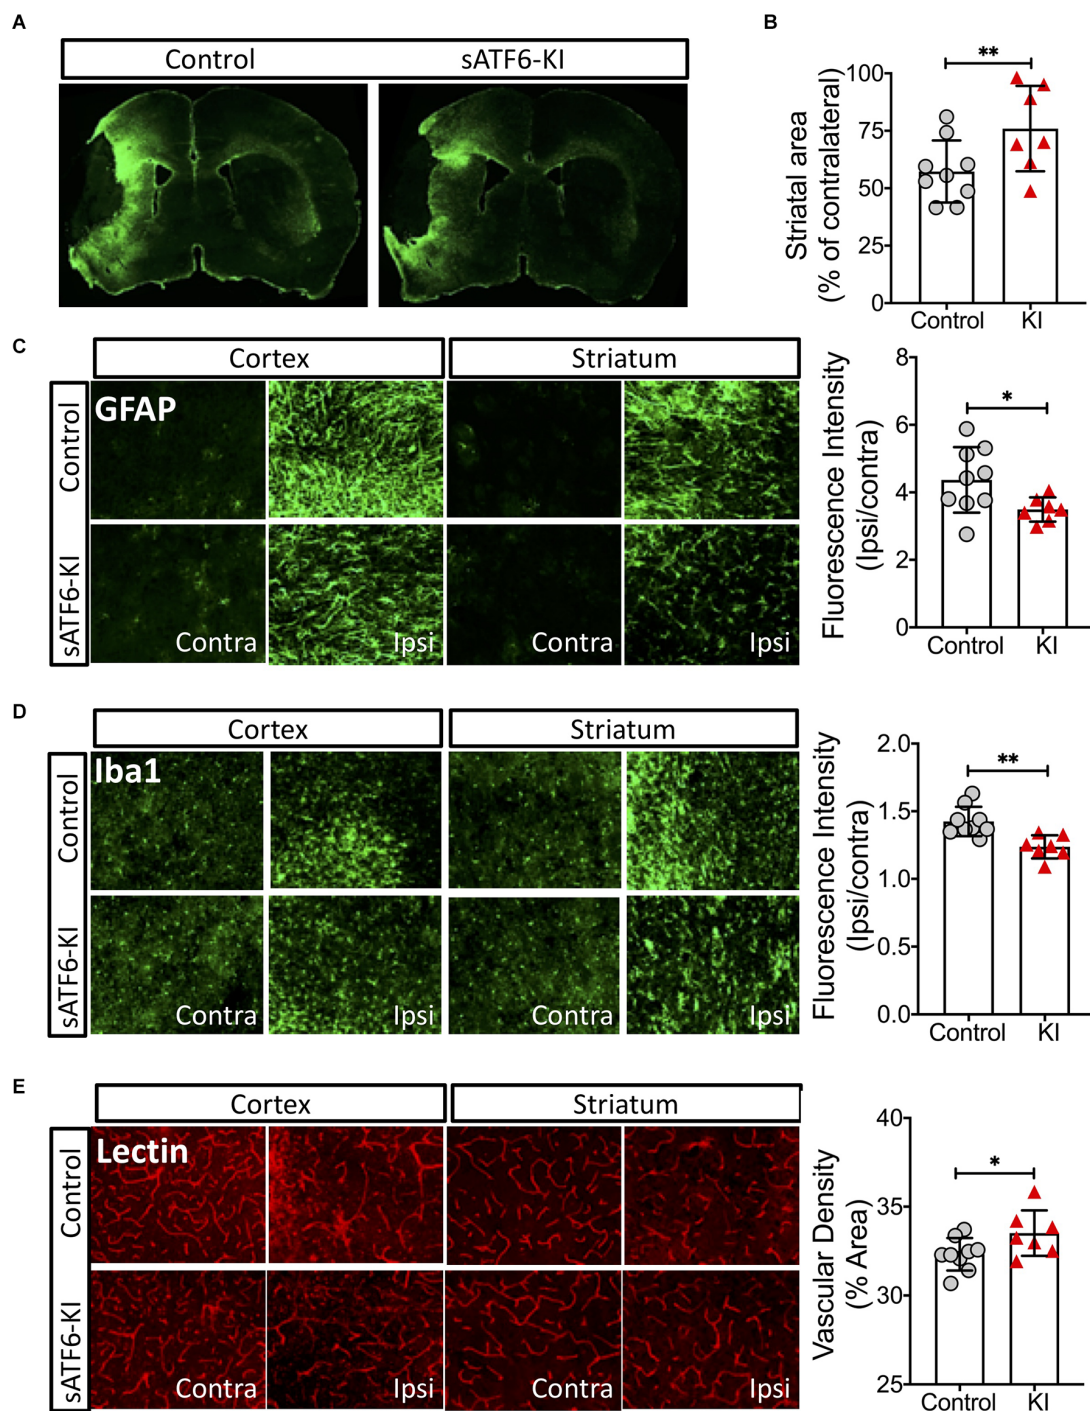 A
Control sATF6-KI
B
**
Striatal area
(% of contralateral)
100
75
50
25
0
Control KI
C
Cortex Striatum
Control
GFAP
sATF6-KI
Contra Ipsi Contra Ipsi
Fluorescence Intensity
(Ipsi/contra)
8
6
4
2
0
*
Control KI
D
Cortex Striatum
Control
Iba1
sATF6-KI
Contra Ipsi Contra Ipsi
Fluorescence Intensity
(Ipsi/contra)
2.0
1.5
1.0
0.5
0.0
**
Control KI
E
Cortex Striatum
Control
Lectin
sATF6-KI
Contra Ipsi Contra Ipsi
Vascular Density
(% Area)
40
35
30
25
*
Control KI